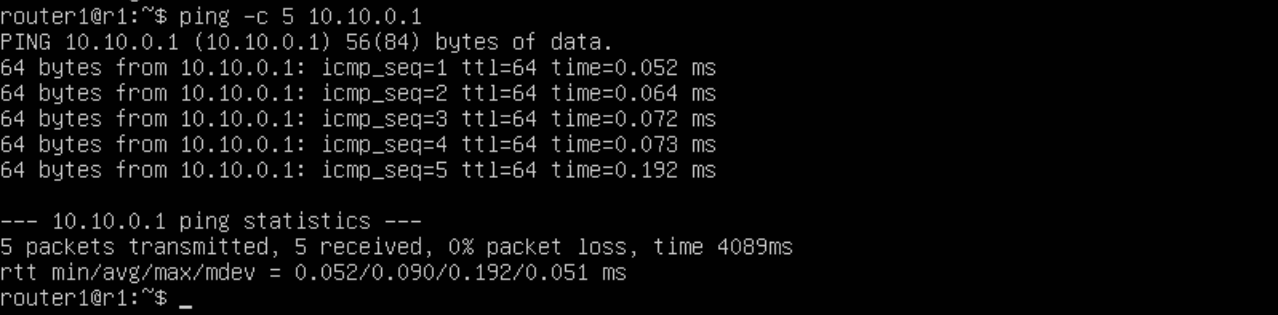 router1@r1:~$ ping -c 5 10.10.0.1
PING 10.10.0.1 (10.10.0.1) 56(84) bytes of data.
64 bytes from 10.10.0.1: icmp_seq=1 ttl=64 time=0.052 ms
64 bytes from 10.10.0.1: icmp_seq=2 ttl=64 time=0.064 ms
64 bytes from 10.10.0.1: icmp_seq=3 ttl=64 time=0.072 ms
64 bytes from 10.10.0.1: icmp_seq=4 ttl=64 time=0.073 ms
64 bytes from 10.10.0.1: icmp_seq=5 ttl=64 time=0.192 ms

--- 10.10.0.1 ping statistics ---
5 packets transmitted, 5 received, 0% packet loss, time 4089ms
rtt min/avg/max/mdev = 0.052/0.090/0.192/0.051 ms
router1@r1:~$ _